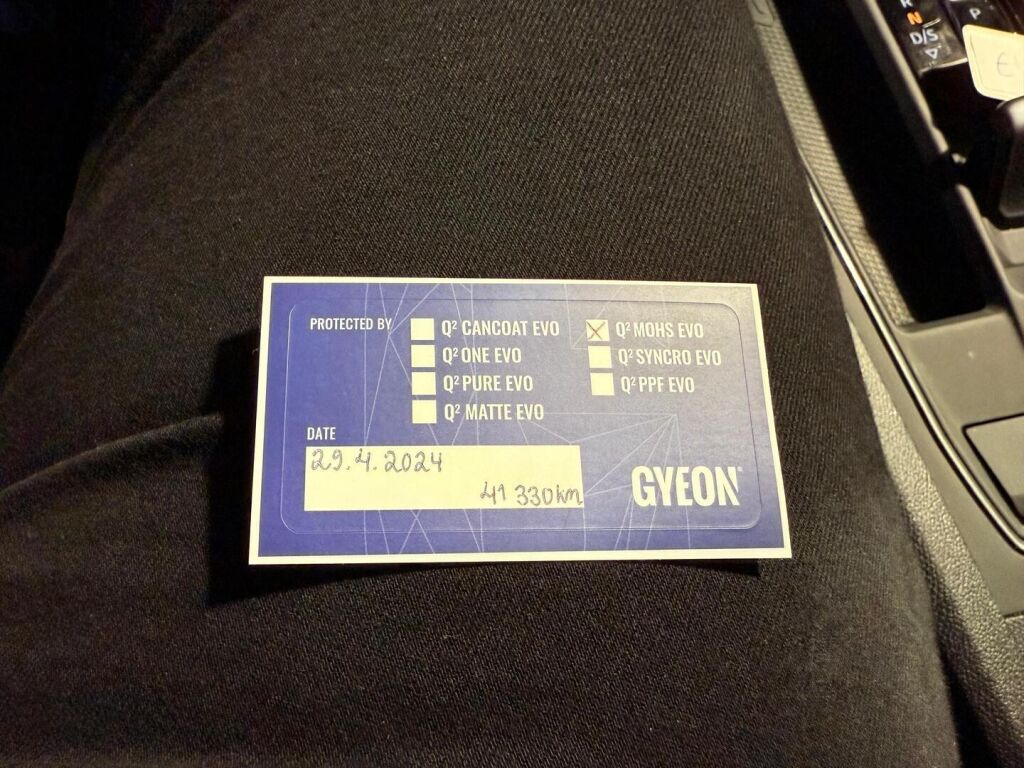 PROTECTED BY
Q² CANCOAT EVO
Q² ONE EVO
Q² PURE EVO
Q² MATTE EVO
Q² MOHS EVO
Q² SYNCRO EVO
Q² PPF EVO
DATE
29.4.2024
41 330km
GYEON
R
N
D/S
P